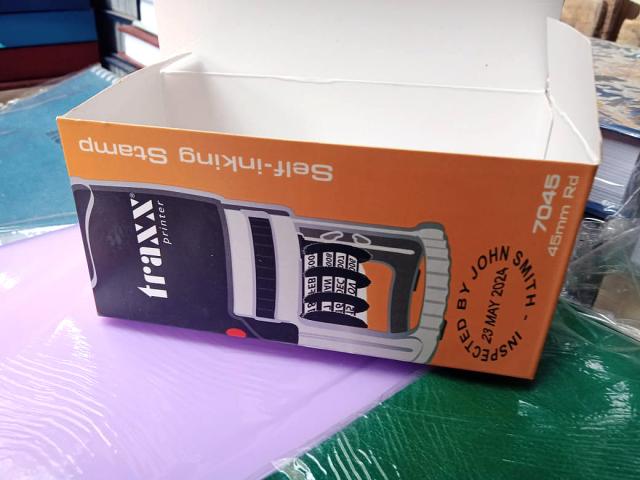 Self-inking Stamp
traxx®
printer
7045
45mm Rd
INSPECTED BY JOHN SMITH -
23 MAY 2024